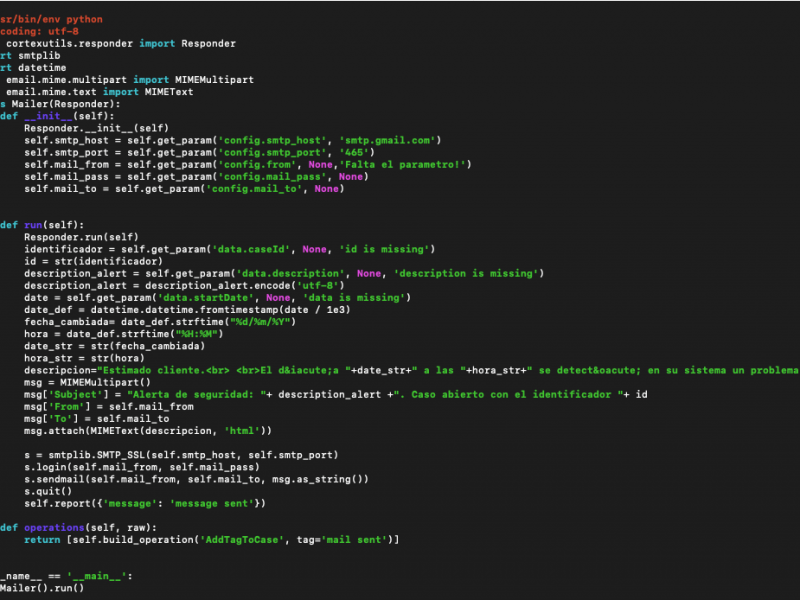 sr/bin/env python
coding: utf-8
cortexutils.responder import Responder
rt smtplib
rt datetime
email.mime.multipart import MIMEMultipart
email.mime.text import MIMEText
s Mailer(Responder):
def __init__(self):
Responder.__init__(self)
self.smtp_host = self.get_param('config.smtp_host', 'smtp.gmail.com')
self.smtp_port = self.get_param('config.smtp_port', '465')
self.mail_from = self.get_param('config.from', None,'Falta el parametro!')
self.mail_pass = self.get_param('config.mail_pass', None)
self.mail_to = self.get_param('config.mail_to', None)
def run(self):
Responder.run(self)
identificador = self.get_param('data.caseId', None, 'id is missing')
id = str(identificador)
description_alert = self.get_param('data.description', None, 'description is missing')
description_alert = description_alert.encode('utf-8')
date = self.get_param('data.startDate', None, 'data is missing')
date_def = datetime.datetime.fromtimestamp(date / 1e3)
fecha_cambiada= date_def.strftime("%d/%m/%Y")
hora = date_def.strftime("%H:%M")
date_str = str(fecha_cambiada)
hora_str = str(hora)
descripcion="Estimado cliente.<br> <br>El d&iacute;a "+date_str+" a las "+hora_str+" se detect&oacute; en su sistema un problema
msg = MIMEMultipart()
msg['Subject'] = "Alerta de seguridad: "+ description_alert +". Caso abierto con el identificador "+ id
msg['From'] = self.mail_from
msg['To'] = self.mail_to
msg.attach(MIMEText(descripcion, 'html'))
s = smtplib.SMTP_SSL(self.smtp_host, self.smtp_port)
s.login(self.mail_from, self.mail_pass)
s.sendmail(self.mail_from, self.mail_to, msg.as_string())
s.quit()
self.report({'message': 'message sent'})
def operations(self, raw):
return [self.build_operation('AddTagToCase', tag='mail sent')]
_name__ == '__main__':
Mailer().run()